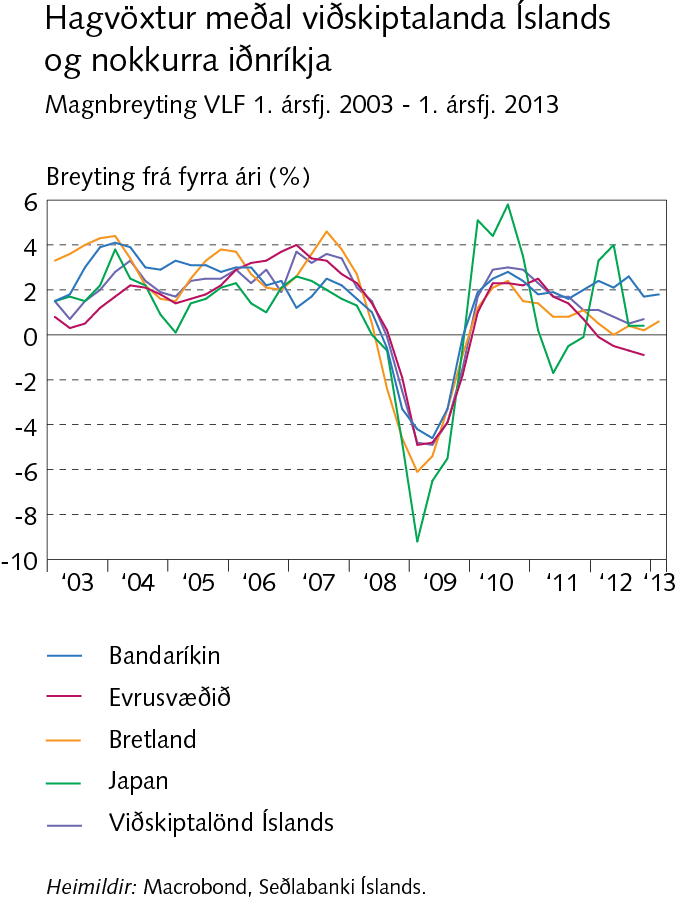 Hagvöxtur meðal viðskiptalanda Íslands
og nokkurra iðnríkja
Magnbreyting VLF 1. ársfj. 2003 - 1. ársfj. 2013
Breyting frá fyrra ári (%)
6
4
2
0
-2
-4
-6
-8
-10
‘03 ‘04 ‘05 ‘06 ‘07 ‘08 ‘09 ‘10 ‘11 ‘12 ‘13
Bandaríkin
Evrusvæðið
Bretland
Japan
Viðskiptalönd Íslands
Heimildir: Macrobond, Seðlabanki Íslands.